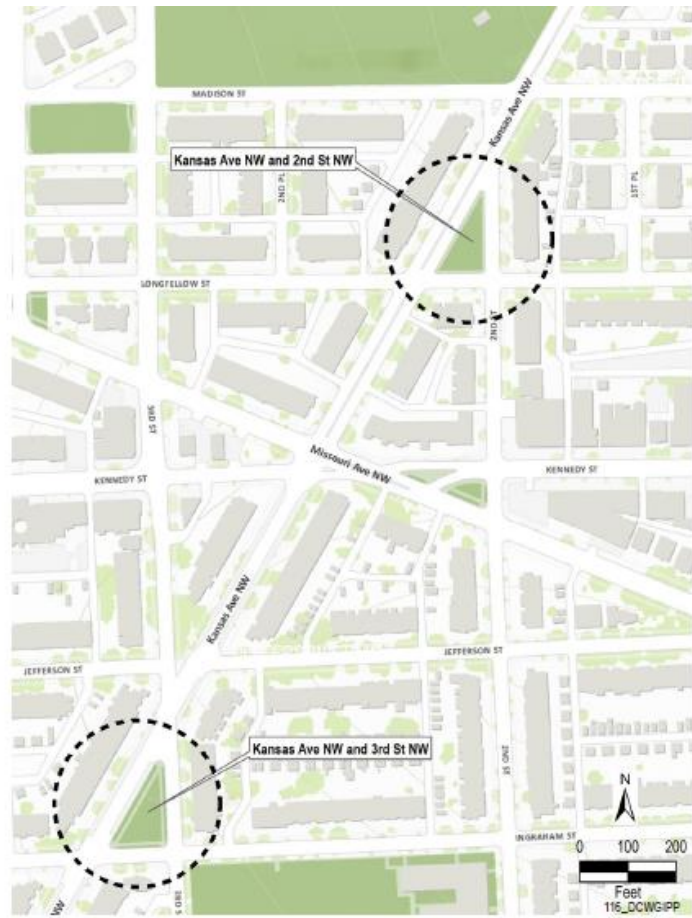 MADISON ST
Kansas Ave NW
Kansas Ave NW and 2nd St NW
2ND PL
1ST PL
LONGFELLOW ST
2ND ST
3RD ST
Missouri Ave NW
KENNEDY ST
KENNEDY ST
Kansas Ave NW
JEFFERSON ST
JEFFERSON ST
Kansas Ave NW and 3rd St NW
2ND ST
N
INGRAHAM ST
0 100 200
Feet
116_DCWGIPP
3RD S
NW